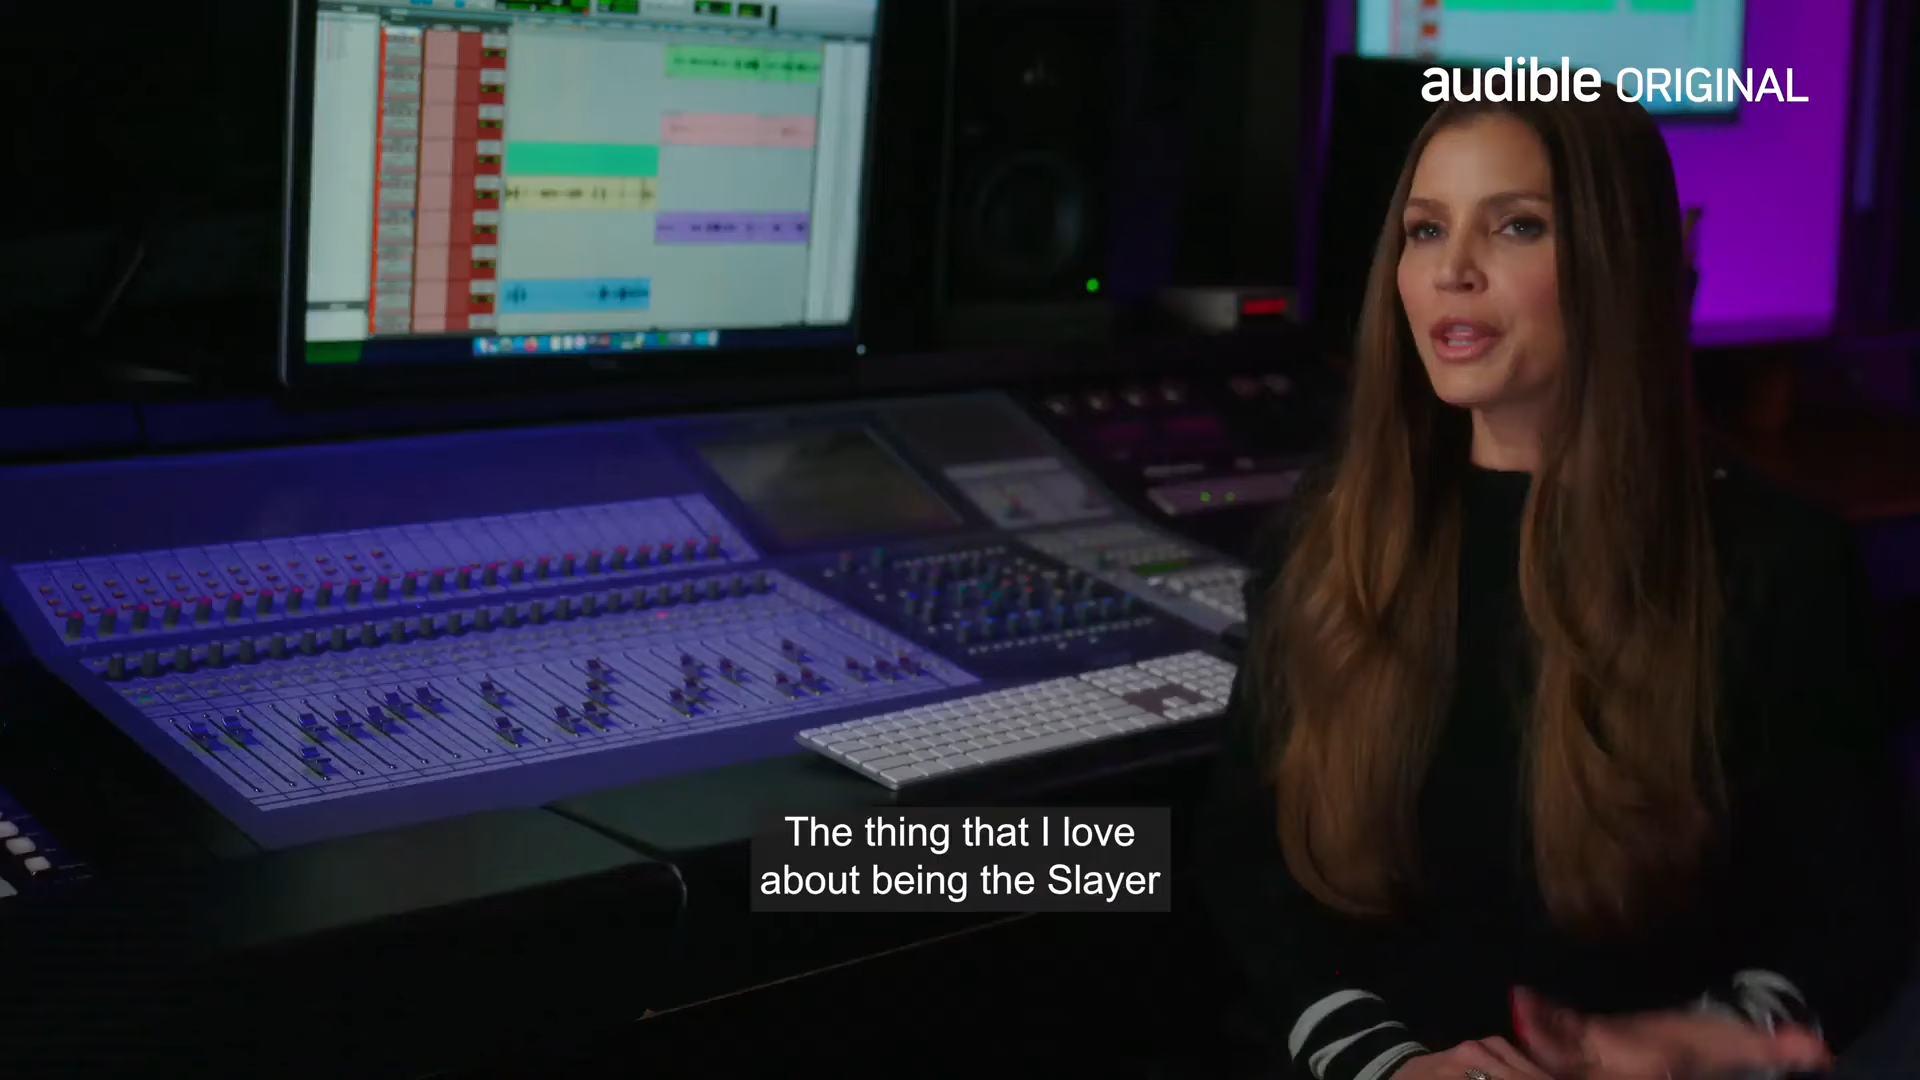 audible ORIGINAL
The thing that I love
about being the Slayer